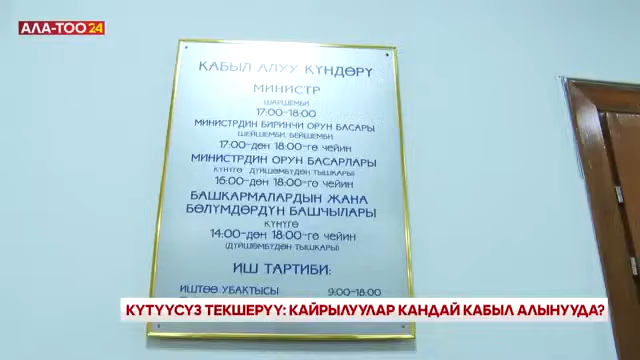 АЛА-ТОО 24
КАБЫЛ АЛУУ КҮНДӨРҮ
МИНИСТР
ШАРШЕМБИ
17:00-18:00
МИНИСТРДИН БИРИНЧИ ОРУН БАСАРЫ
ШЕЙШЕМБИ, БЕЙШЕМБИ
17:00-дөн 18:00-гө чейин
МИНИСТРДИН ОРУН БАСАРЛАРЫ
КҮНҮГӨ (ДҮЙШӨМБҮДӨН ТЫШКАРЫ)
16:00-дөн 18:00-гө чейин
БАШКАРМАЛАРДЫН ЖАНА
БӨЛҮМДӨРДҮН БАШЧЫЛАРЫ
КҮНҮГӨ
14:00-дөн 18:00-гө чейин
(ДҮЙШӨМБҮДӨН ТЫШКАРЫ)
ИШ ТАРТИБИ:
ИШТӨӨ УБАКТЫСЫ 9:00-18:00
КҮТҮҮСҮЗ ТЕКШЕРҮҮ: КАЙРЫЛУУЛАР КАНДАЙ КАБЫЛ АЛЫНУУДА?